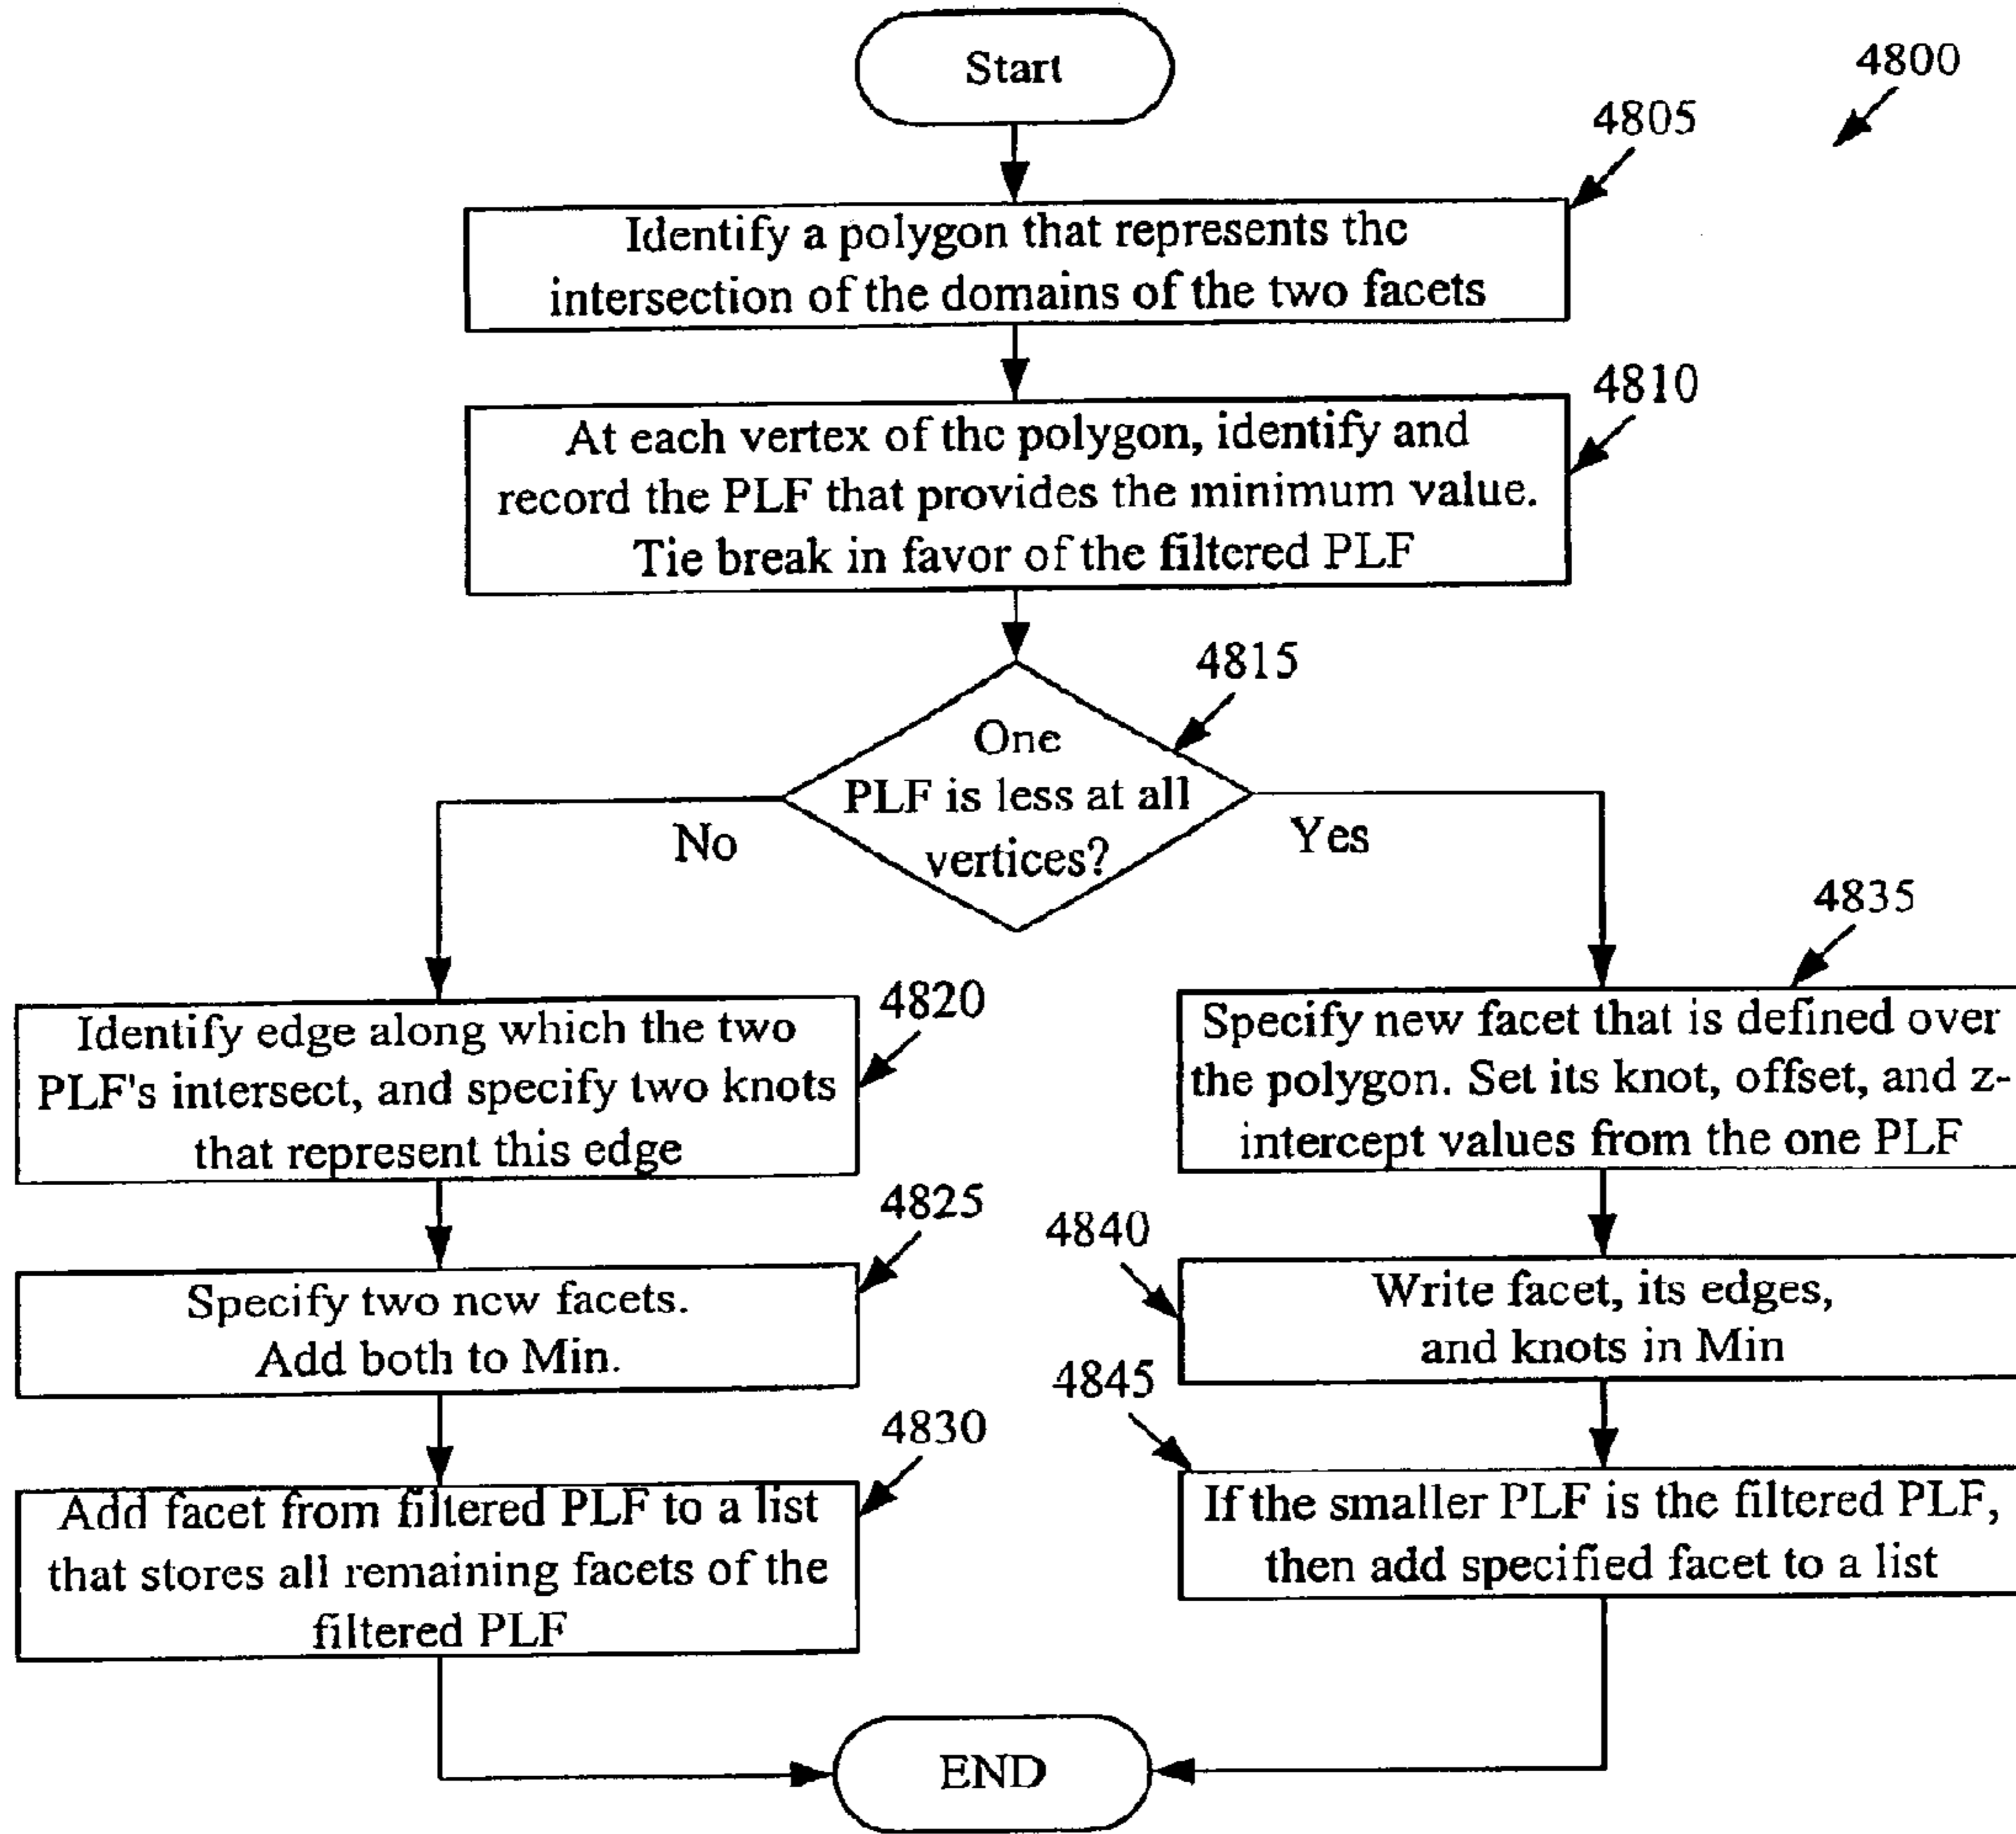 Start
4800
4805
Identify a polygon that represents the
intersection of the domains of the two facets
4810
At each vertex of the polygon, identify and
record the PLF that provides the minimum value.
Tie break in favor of the filtered PLF
4815
One
PLF is less at all
vertices?
No
Yes
4820
Identify edge along which the two
PLF's intersect, and specify two knots
that represent this edge
4825
Specify two new facets.
Add both to Min.
4830
Add facet from filtered PLF to a list
that stores all remaining facets of the
filtered PLF
4835
Specify new facet that is defined over
the polygon. Set its knot, offset, and z-
intercept values from the one PLF
4840
Write facet, its edges,
and knots in Min
4845
If the smaller PLF is the filtered PLF,
then add specified facet to a list
END